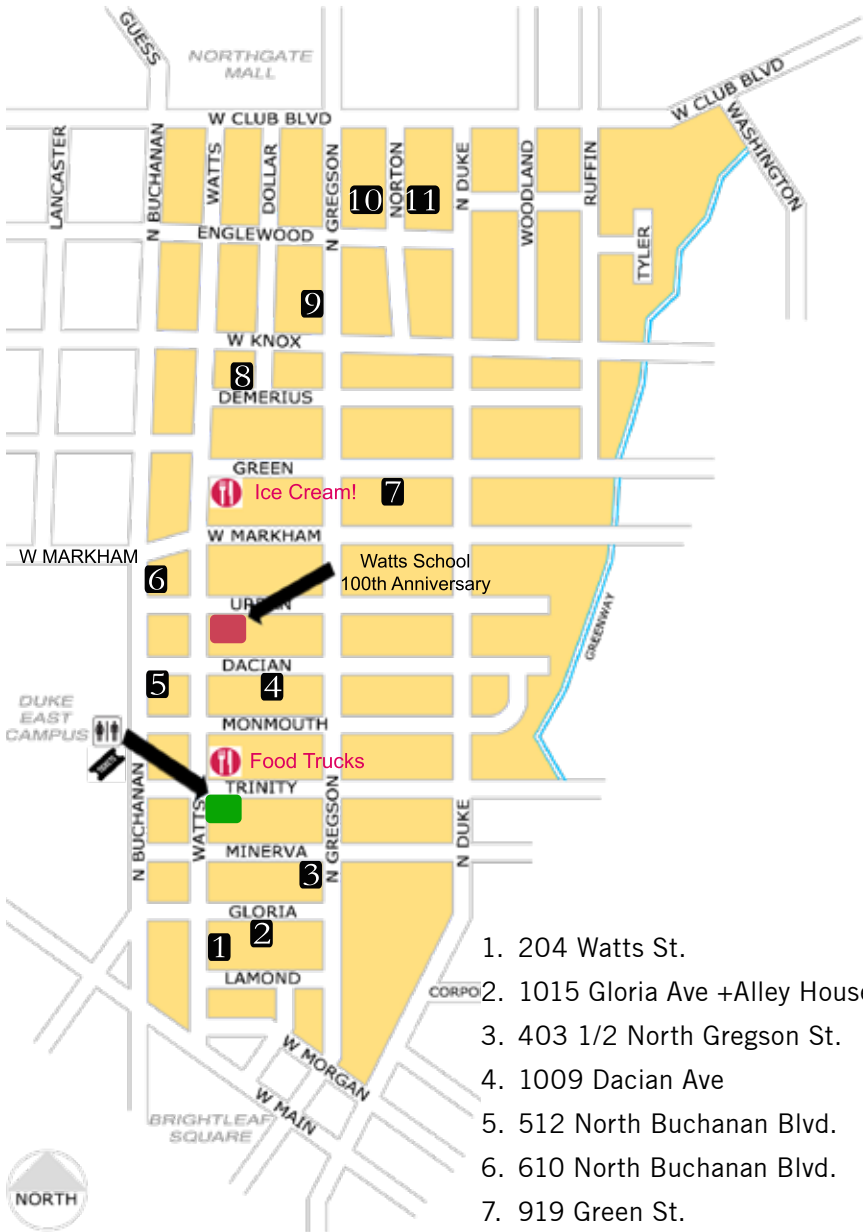 GUESS
NORTHGATE
MALL
W CLUB BLVD
W CLUB BLVD
WASHINGTON
LANCASTER
N BUCHANAN
WATTS
DOLLAR
N GREGSON
NORTON
N DUKE
WOODLAND
RUFFIN
10
11
ENGLEWOOD
TYLER
9
W KNOX
8
DEMERIUS
GREEN
Ice Cream!
7
W MARKHAM
W MARKHAM
Watts School
100th Anniversary
6
URBAN
GREENWAY
DACIAN
5
4
DUKE
EAST
CAMPUS
MONMOUTH
TICKETS
Food Trucks
TRINITY
N BUCHANAN
WATTS
N GREGSON
N DUKE
MINERVA
3
GLORIA
1
2
LAMOND
CORPO
W MORGAN
W MAIN
BRIGHTLEAF
SQUARE
NORTH
1. 204 Watts St.
2. 1015 Gloria Ave +Alley House
3. 403 1/2 North Gregson St.
4. 1009 Dacian Ave
5. 512 North Buchanan Blvd.
6. 610 North Buchanan Blvd.
7. 919 Green St.